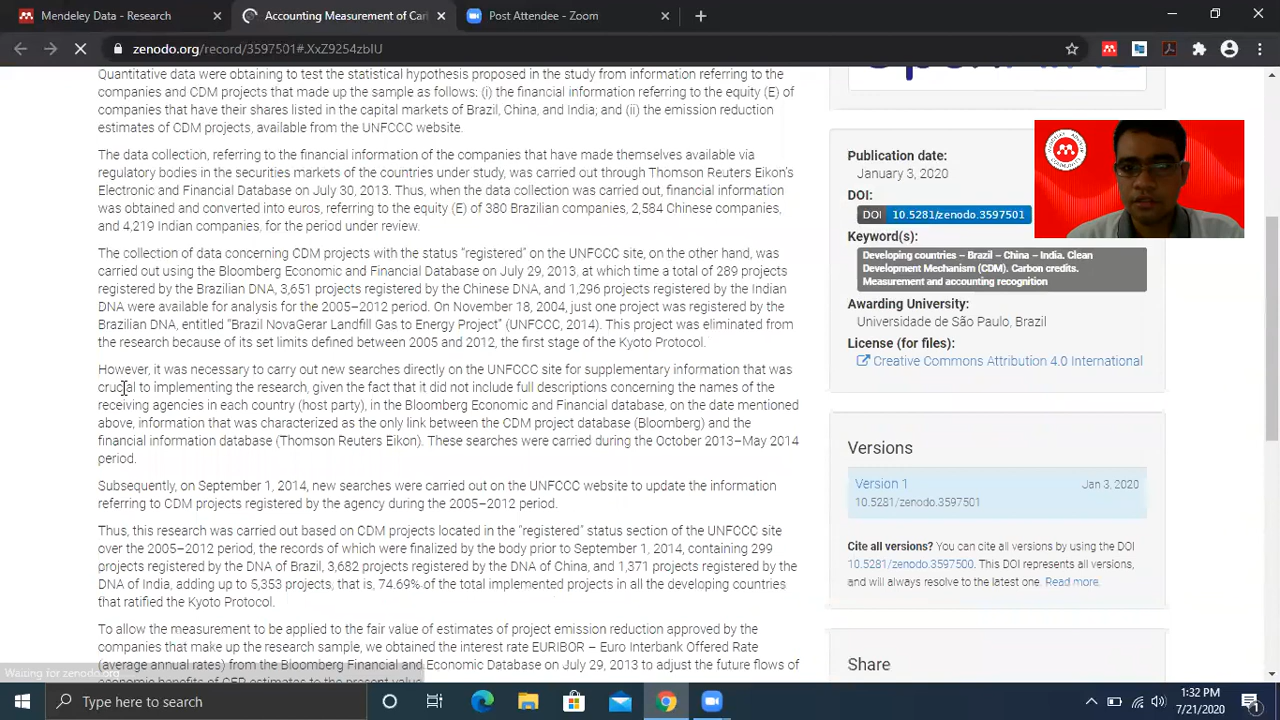 Mendeley Data - Research
Accounting Measurement of Car
Post Attendee - Zoom
zenodo.org/record/3597501#.XxZ9254zbIU
Quantitative data were obtaining to test the statistical hypothesis proposed in the study from information referring to the
companies and CDM projects that made up the sample as follows: (i) the financial information referring to the equity (E) of
companies that have their shares listed in the capital markets of Brazil, China, and India; and (ii) the emission reduction
estimates of CDM projects, available from the UNFCCC website.
The data collection, referring to the financial information of the companies that have made themselves available via
regulatory bodies in the securities markets of the countries under study, was carried out through Thomson Reuters Eikon's
Electronic and Financial Database on July 30, 2013. Thus, when the data collection was carried out, financial information
was obtained and converted into euros, referring to the equity (E) of 380 Brazilian companies, 2,584 Chinese companies,
and 4,219 Indian companies, for the period under review.
The collection of data concerning CDM projects with the status “registered” on the UNFCCC site, on the other hand, was
carried out using the Bloomberg Economic and Financial Database on July 29, 2013, at which time a total of 289 projects
registered by the Brazilian DNA, 3,651 projects registered by the Chinese DNA, and 1,296 projects registered by the Indian
DNA were available for analysis for the 2005–2012 period. On November 18, 2004, just one project was registered by the
Brazilian DNA, entitled “Brazil NovaGerar Landfill Gas to Energy Project” (UNFCCC, 2014). This project was eliminated from
the research because of its set limits defined between 2005 and 2012, the first stage of the Kyoto Protocol.
However, it was necessary to carry out new searches directly on the UNFCCC site for supplementary information that was
crucial to implementing the research, given the fact that it did not include full descriptions concerning the names of the
receiving agencies in each country (host party), in the Bloomberg Economic and Financial database, on the date mentioned
above, information that was characterized as the only link between the CDM project database (Bloomberg) and the
financial information database (Thomson Reuters Eikon). These searches were carried during the October 2013–May 2014
period.
Subsequently, on September 1, 2014, new searches were carried out on the UNFCCC website to update the information
referring to CDM projects registered by the agency during the 2005–2012 period.
Thus, this research was carried out based on CDM projects located in the “registered” status section of the UNFCCC site
over the 2005–2012 period, the records of which were finalized by the body prior to September 1, 2014, containing 299
projects registered by the DNA of Brazil, 3,682 projects registered by the DNA of China, and 1,371 projects registered by the
DNA of India, adding up to 5,353 projects, that is, 74.69% of the total implemented projects in all the developing countries
that ratified the Kyoto Protocol.
To allow the measurement to be applied to the fair value of estimates of project emission reduction approved by the
companies that make up the research sample, we obtained the interest rate EURIBOR – Euro Interbank Offered Rate
(average annual rates) from the Bloomberg Financial and Economic Database on July 29, 2013 to adjust the future flows of
economic benefits of CER estimates to the present value
Waiting for zenodo.org
Publication date:
January 3, 2020
DOI:
DOI 10.5281/zenodo.3597501
Keyword(s):
Developing countries – Brazil – China – India. Clean
Development Mechanism (CDM). Carbon credits.
Measurement and accounting recognition
Awarding University:
Universidade de São Paulo, Brazil
License (for files):
Creative Commons Attribution 4.0 International
Versions
Version 1 Jan 3, 2020
10.5281/zenodo.3597501
Cite all versions? You can cite all versions by using the DOI
10.5281/zenodo.3597500. This DOI represents all versions,
and will always resolve to the latest one. Read more.
Share
Type here to search
1:32 PM
7/21/2020
1